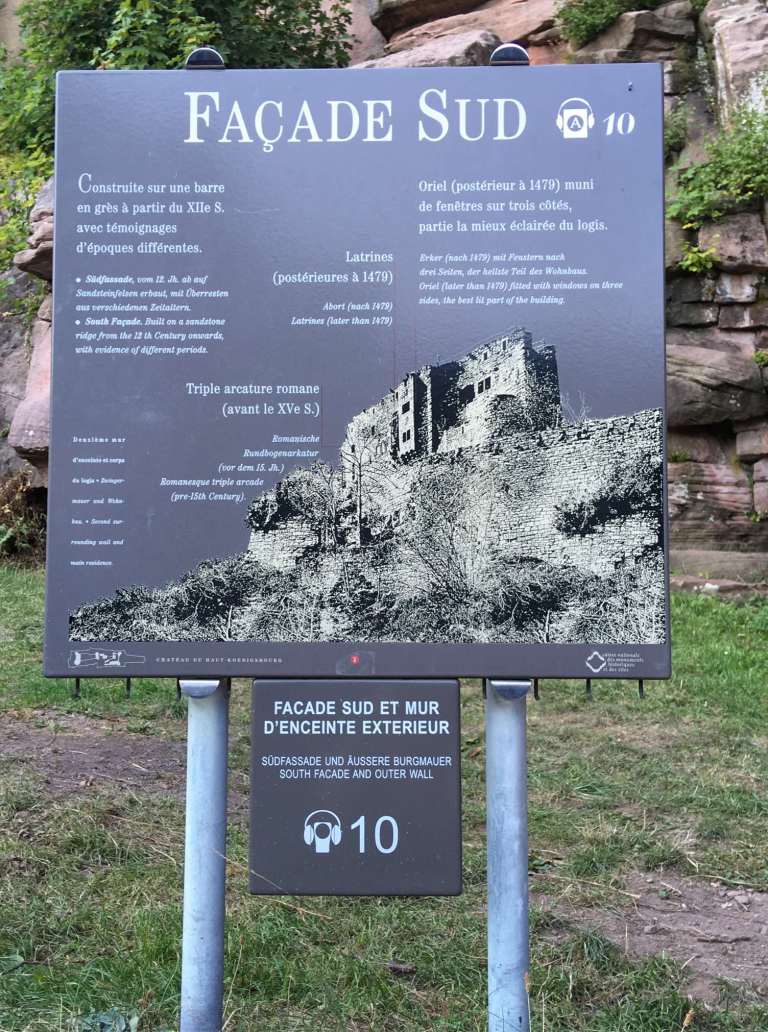 FAÇADE SUD
A 10
Construite sur une barre
en grès à partir du XIIe S.
avec témoignages
d'époques différentes.
• Südfassade, vom 12. Jh. ab auf
Sandsteinfelsen erbaut, mit Überresten
aus verschiedenen Zeitaltern.
• South Façade. Built on a sandstone
ridge from the 12 th Century onwards,
with evidence of different periods.
Latrines
(postérieures à 1479)
Abort (nach 1479)
Latrines (later than 1479)
Oriel (postérieur à 1479) muni
de fenêtres sur trois côtés,
partie la mieux éclairée du logis.
Erker (nach 1479) mit Fenstern nach
drei Seiten, der hellste Teil des Wohnbaus.
Oriel (later than 1479) fitted with windows on three
sides, the best lit part of the building.
Triple arcature romane
(avant le XVe S.)
Romanische
Rundbogenarkatur
(vor dem 15. Jh.)
Romanesque triple arcade
(pre-15th Century).
Deuxième mur
d'enceinte et corps
du logis • Zwinger-
mauer und Wohn-
bau. • Second sur-
rounding wall and
main residence.
CHATEAU DU HAUT-KOENIGSBOURG
caisse nationale
des monuments
historiques
et des sites
FACADE SUD ET MUR
D'ENCEINTE EXTERIEUR
SÜDFASSADE UND ÄUSSERE BURGMAUER
SOUTH FACADE AND OUTER WALL
10